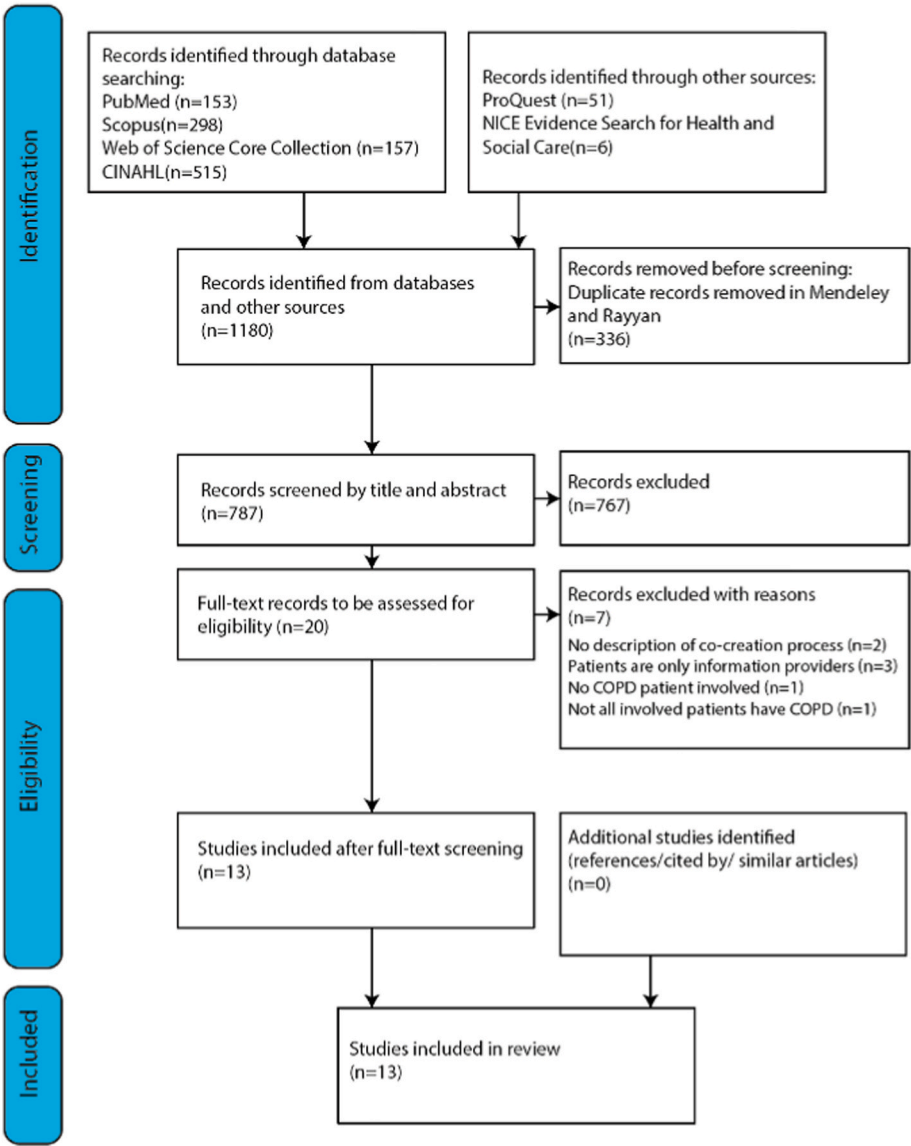 Identification
Records identified through database
searching:
PubMed (n=153)
Scopus(n=298)
Web of Science Core Collection (n=157)
CINAHL(n=515)
Records identified through other sources:
ProQuest (n=51)
NICE Evidence Search for Health and
Social Care(n=6)
Records identified from databases
and other sources
(n=1180)
Records removed before screening:
Duplicate records removed in Mendeley
and Rayyan
(n=336)
Screening
Records screened by title and abstract
(n=787)
Records excluded
(n=767)
Eligibility
Full-text records to be assessed for
eligibility (n=20)
Records excluded with reasons
(n=7)
No description of co-creation process (n=2)
Patients are only information providers (n=3)
No COPD patient involved (n=1)
Not all involved patients have COPD (n=1)
Studies included after full-text screening
(n=13)
Additional studies identified
(references/cited by/ similar articles)
(n=0)
Included
Studies included in review
(n=13)